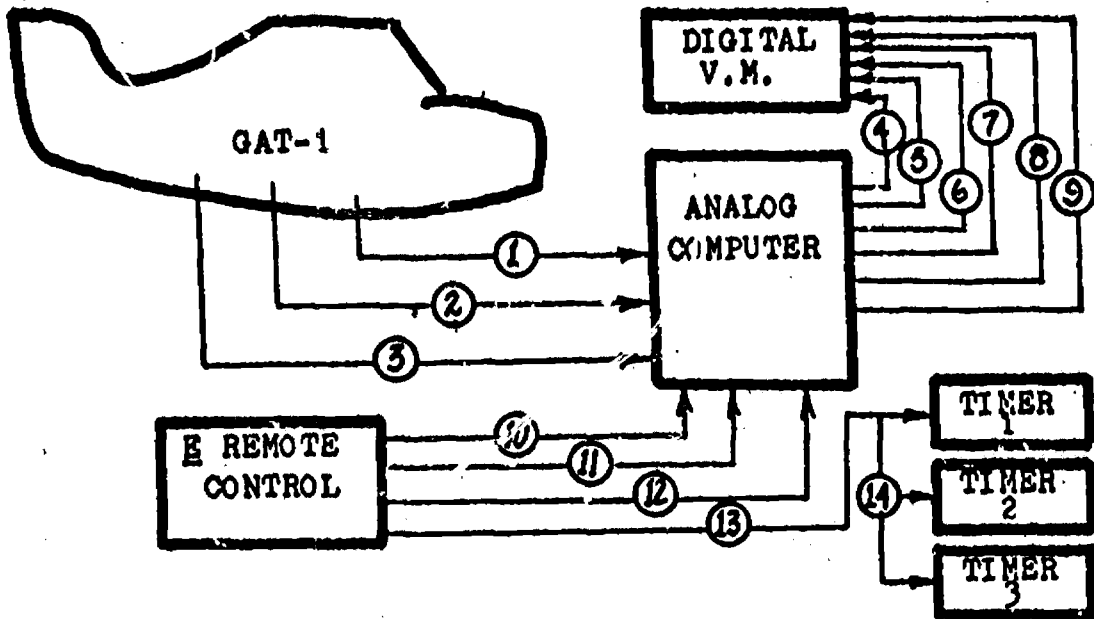 DIGITAL
V.M.
GAT-1
4
5
6
7
8
9
ANALOG
COMPUTER
1
2
3
E REMOTE
CONTROL
10
11
12
13
14
TIMER
1
TIMER
2
TIMER
3